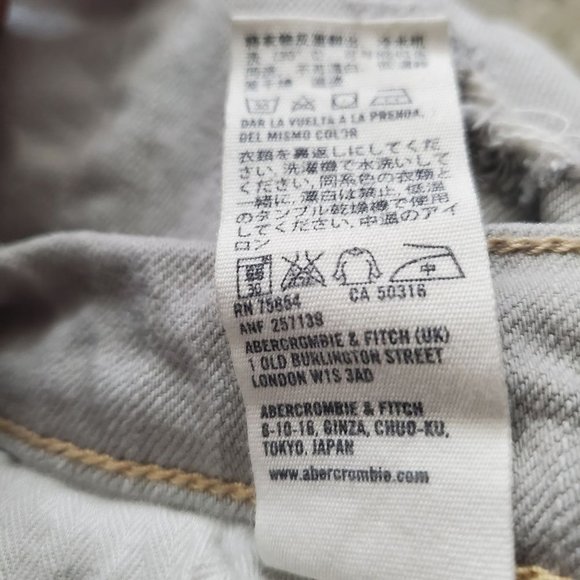 DAR LA VUELTA A LA PRENDA,
DEL MISMO COLOR
衣類を裏返しにしてくだ
さい, 洗濯機で水洗いして
ください, 同系色の衣類と
一緒に, 漂白は禁止, 低温
のタンブル乾燥機で使用
してください, 中温のアイ
ロン
30 中
RN 75654 CA 50316
ANF 257138
ABERCROMBIE & FITCH (UK)
1 OLD BURLINGTON STREET
LONDON W1S 3AD
ABERCROMBIE & FITCH
6-10-16, GINZA, CHUO-KU,
TOKYO, JAPAN
www.abercrombie.com